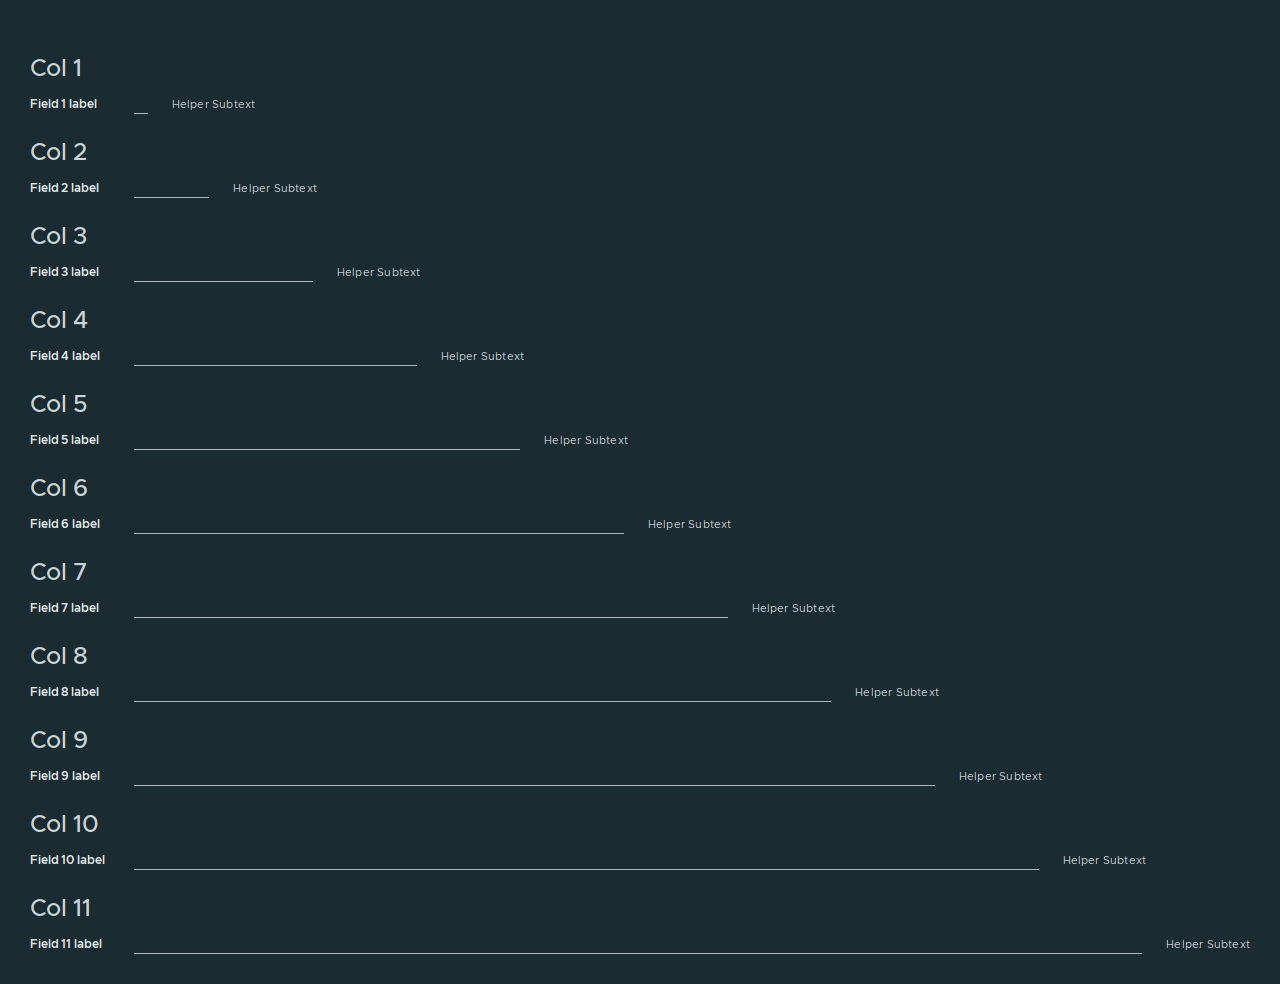 Col 1
Field 1 label Helper Subtext
Col 2
Field 2 label Helper Subtext
Col 3
Field 3 label Helper Subtext
Col 4
Field 4 label Helper Subtext
Col 5
Field 5 label Helper Subtext
Col 6
Field 6 label Helper Subtext
Col 7
Field 7 label Helper Subtext
Col 8
Field 8 label Helper Subtext
Col 9
Field 9 label Helper Subtext
Col 10
Field 10 label Helper Subtext
Col 11
Field 11 label Helper Subtext